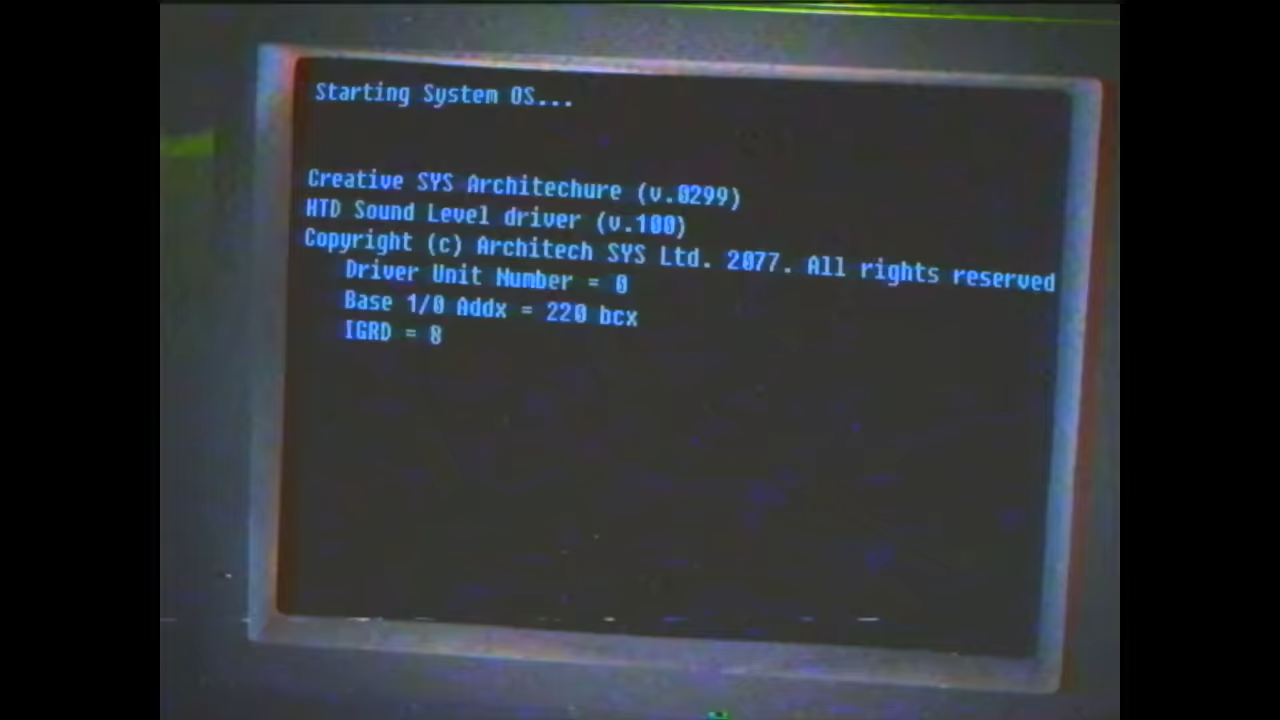 Starting System OS...
Creative SYS Architechure (v.0299)
HTD Sound Level driver (v.100)
Copyright (c) Architech SYS Ltd. 2077. All rights reserved
Driver Unit Number = 0
Base 1/0 Addx = 220 bcx
IGRD = 8